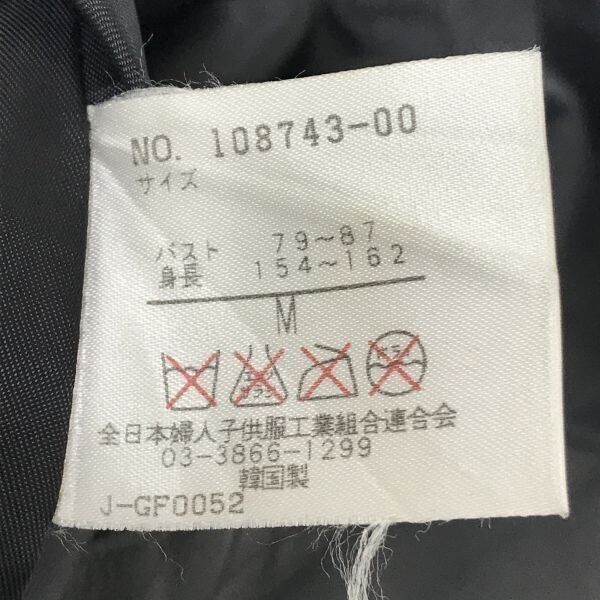 NO. 108743-00
サイズ
バスト 79～87
身長 154～162
M
全日本婦人子供服工業組合連合会
03-3866-1299
韓国製
J-GF0052